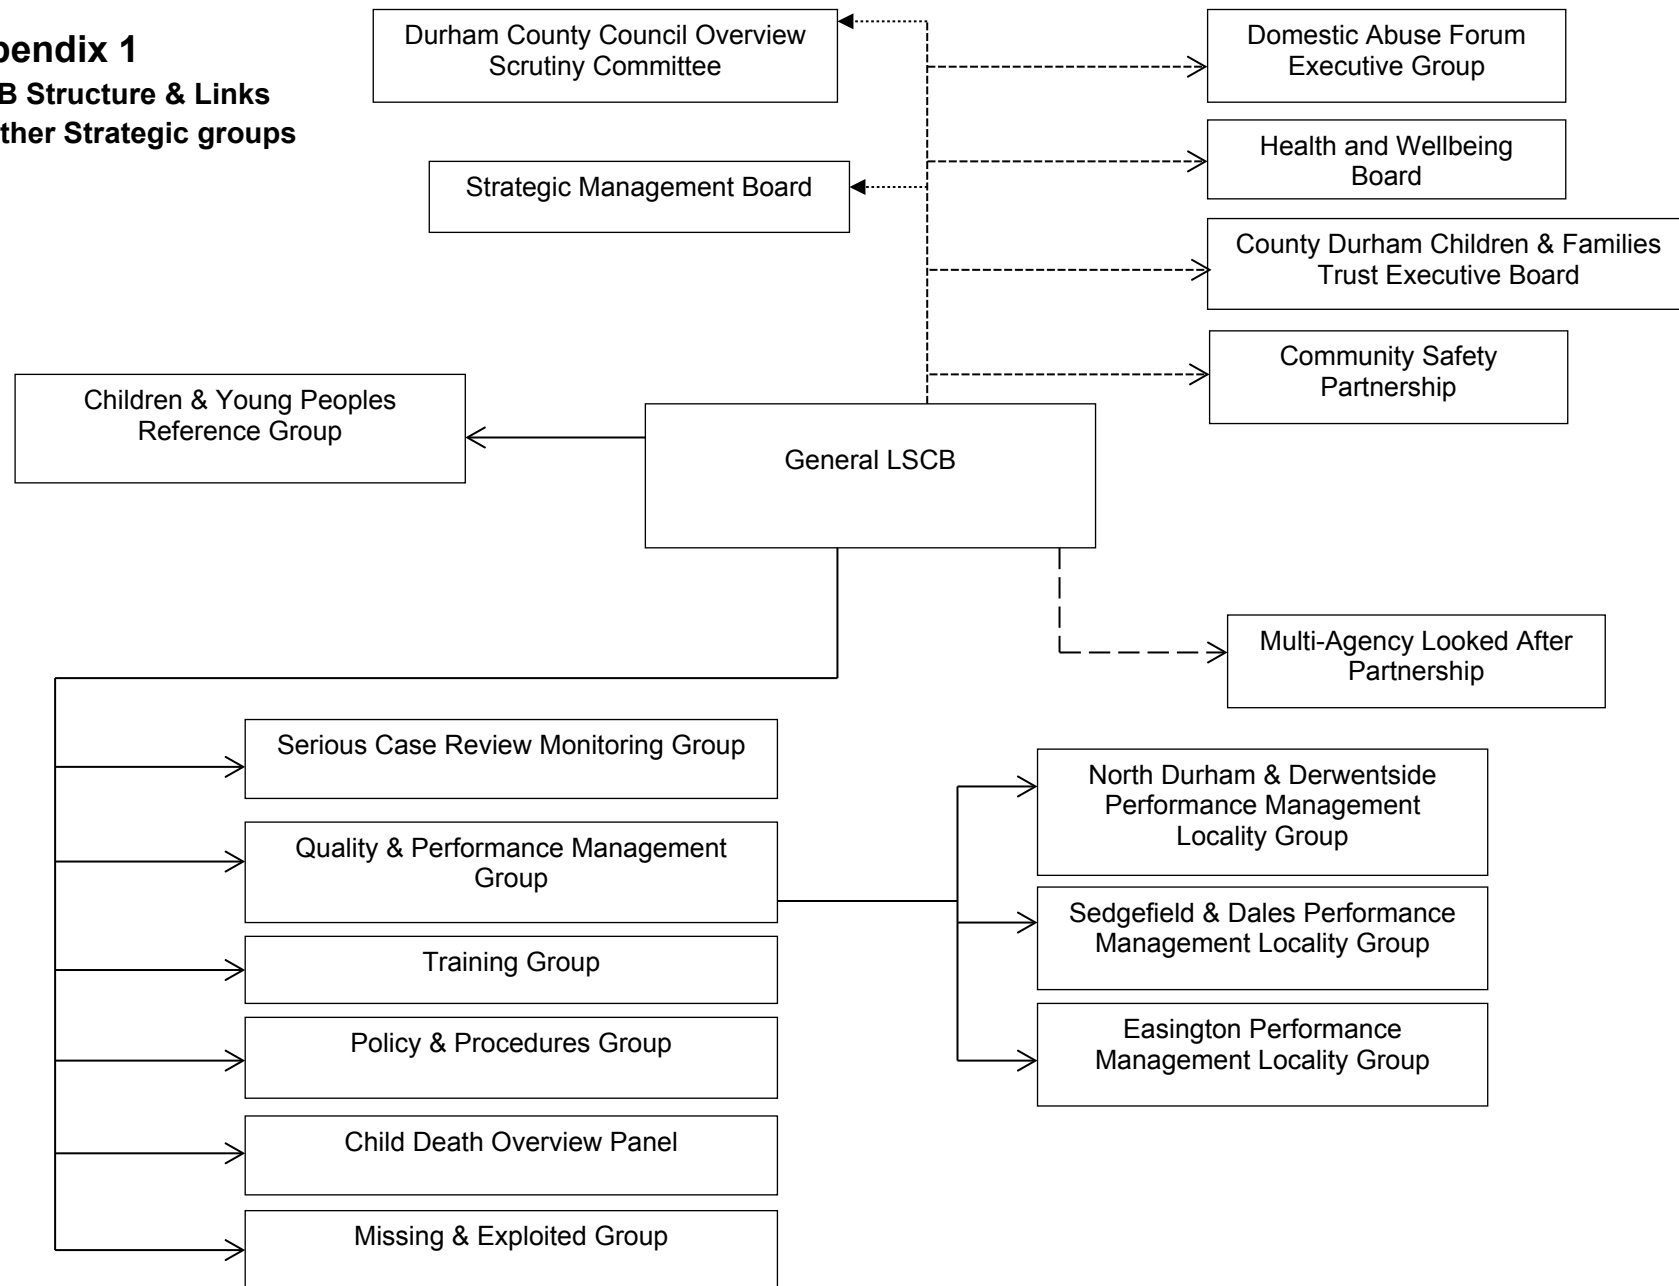 pendix 1
B Structure & Links
ther Strategic groups
Durham County Council Overview
Scrutiny Committee
Domestic Abuse Forum
Executive Group
Health and Wellbeing
Board
Strategic Management Board
County Durham Children & Families
Trust Executive Board
Community Safety
Partnership
Children & Young Peoples
Reference Group
General LSCB
Multi-Agency Looked After
Partnership
Serious Case Review Monitoring Group
Quality & Performance Management
Group
Training Group
Policy & Procedures Group
Child Death Overview Panel
Missing & Exploited Group
North Durham & Derwentside
Performance Management
Locality Group
Sedgefield & Dales Performance
Management Locality Group
Easington Performance
Management Locality Group